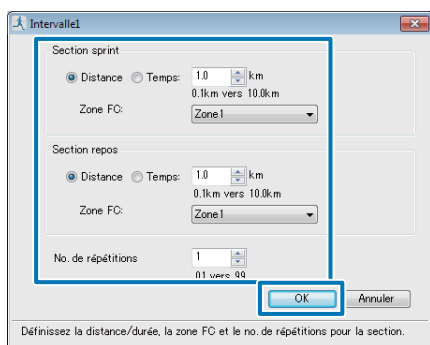 Intervalle1
Section sprint
Distance Temps: 1.0 km
0.1km vers 10.0km
Zone FC: Zone1
Section repos
Distance Temps: 1.0 km
0.1km vers 10.0km
Zone FC: Zone1
No. de répétitions 1
01 vers 99
OK Annuler
Définissez la distance/durée, la zone FC et le no. de répétitions pour la section.